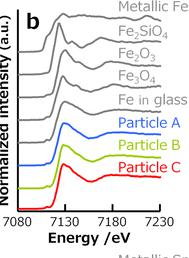 Metallic Fe
b
Fe₂SiO₄
Fe₂O₃
Fe₃O₄
Fe in glass
Particle A
Particle B
Particle C
Normalized Intensity (a.u.)
7080 7130 7180 7230
Energy /eV